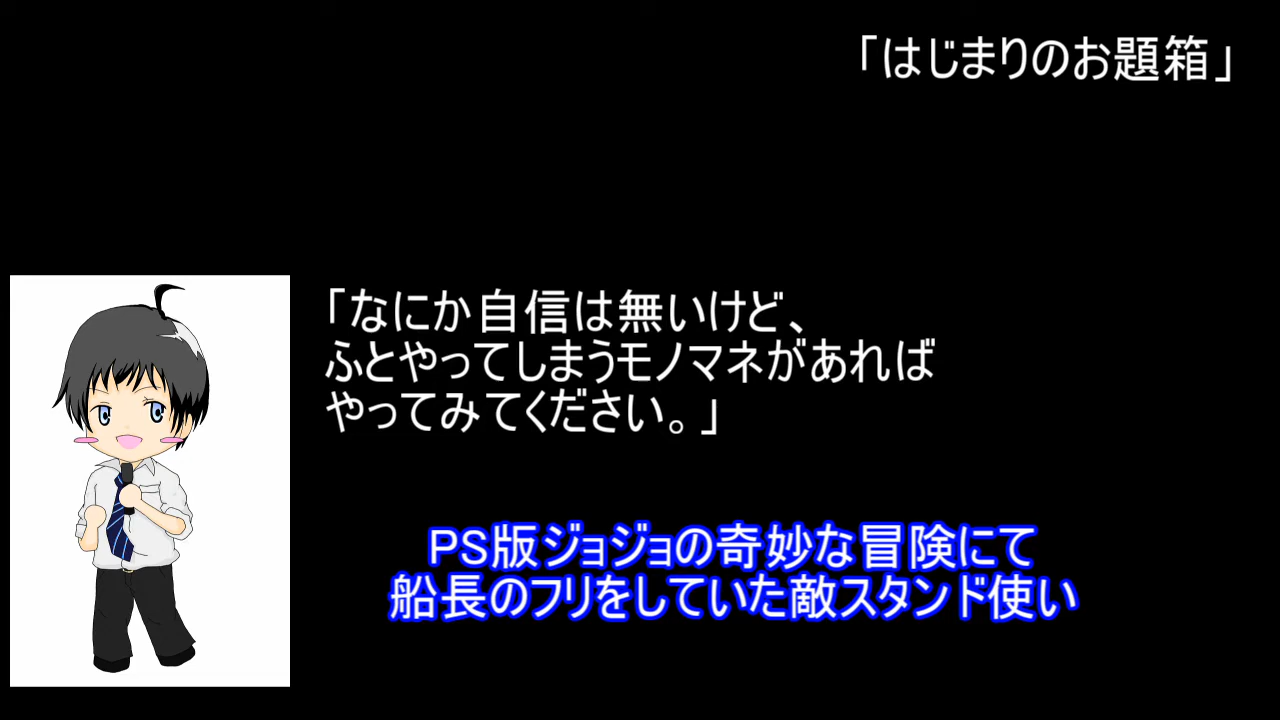 「はじまりのお題箱」
「なにか自信は無いけど、
ふとやってしまうモノマネがあれば
やってみてください。」
PS版ジョジョの奇妙な冒険にて
船長のフリをしていた敵スタンド使い